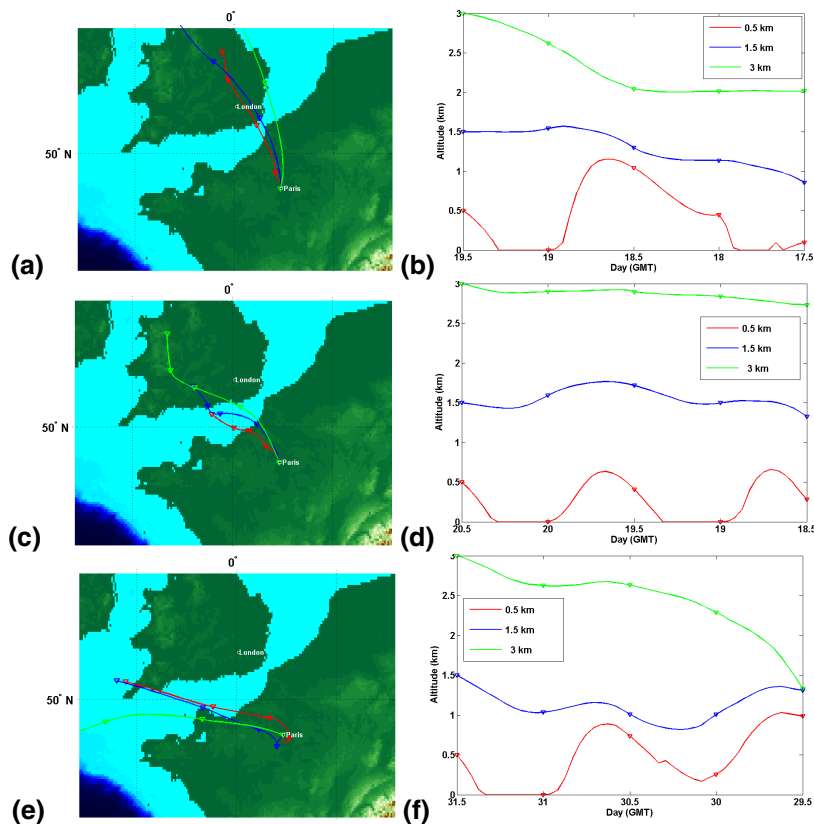 0°
London
50° N
Paris
(a)
3
2.5
2
1.5
1
0.5
0
19.5
19
18.5
18
17.5
Altitude (km)
Day (GMT)
0.5 km
1.5 km
3 km
(b)
0°
London
50° N
Paris
(c)
3
2.5
2
1.5
1
0.5
0
20.5
20
19.5
19
18.5
Altitude (km)
Day (GMT)
0.5 km
1.5 km
3 km
(d)
0°
London
50° N
Paris
(e)
3
2.5
2
1.5
1
0.5
0
31.5
31
30.5
30
29.5
Altitude (km)
Day (GMT)
0.5 km
1.5 km
3 km
(f)